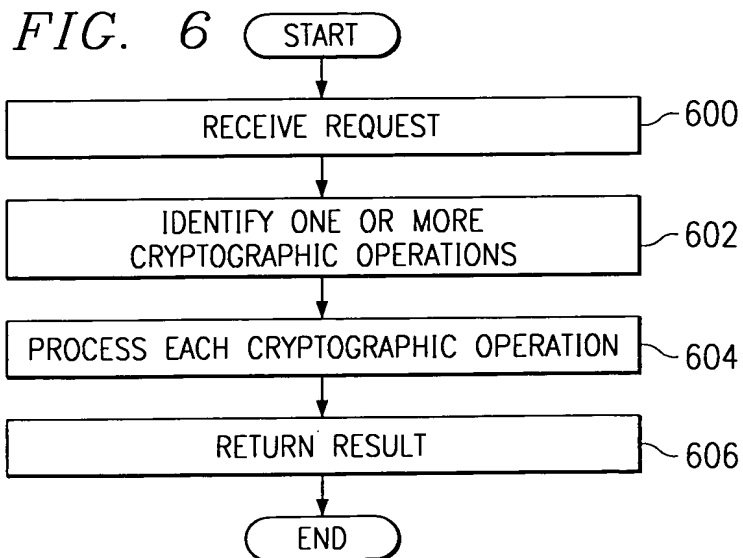 FIG. 6
START
RECEIVE REQUEST
600
IDENTIFY ONE OR MORE
CRYPTOGRAPHIC OPERATIONS
602
PROCESS EACH CRYPTOGRAPHIC OPERATION
604
RETURN RESULT
606
END